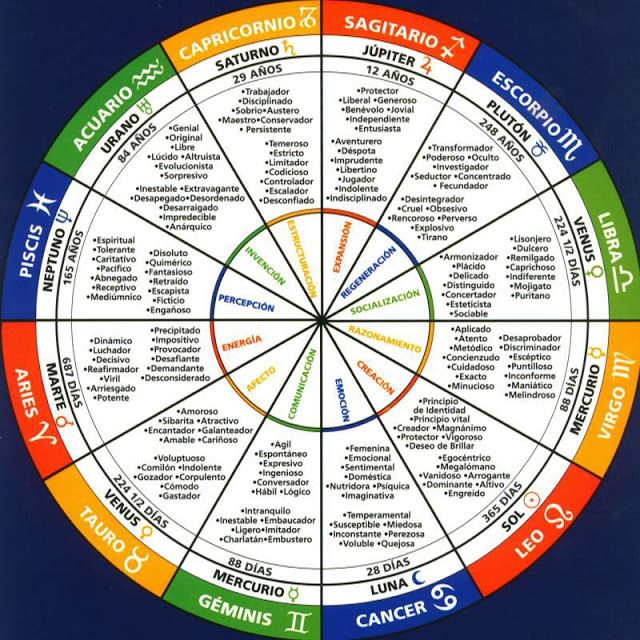 CAPRICORNIO
SATURNO
29 AÑOS
•Trabajador
•Disciplinado
•Sobrio•Austero
•Maestro•Conservador
•Persistente
•Temeroso
•Estricto
•Limitador
•Codicioso
•Controlador
•Escalador
•Desconfiado
ESTRUCTURACIÓN
SAGITARIO
JÚPITER
12 AÑOS
•Protector
•Liberal •Generoso
•Benévolo •Jovial
•Independiente
•Entusiasta
•Aventurero
•Déspota
•Imprudente
•Libertino
•Jugador
•Indolente
•Indisciplinado
EXPANSIÓN
ESCORPIO
PLUTÓN
248 AÑOS
•Transformador
•Poderoso •Oculto
•Investigador
•Seductor •Concentrado
•Fecundador
•Desintegrador
•Cruel •Obsesivo
•Rencoroso •Perverso
•Explosivo
•Tirano
REGENERACIÓN
LIBRA
VENUS
224 1/2 DÍAS
•Armonizador
•Plácido
•Delicado
•Distinguido
•Concertador
•Esteticista
•Sociable
•Lisonjero
•Dulcero
•Remilgado
•Caprichoso
•Indiferente
•Mojigato
•Puritano
SOCIALIZACIÓN
VIRGO
MERCURIO
88 DÍAS
•Aplicado
•Atento
•Metódico
•Concienzudo
•Cuidadoso
•Exacto
•Minucioso
•Desaprobador
•Discriminador
•Escéptico
•Puntilloso
•Inconforme
•Maniático
•Melindroso
RAZONAMIENTO
LEO
SOL
365 DÍAS
•Principio
de Identidad
•Principio vital
•Creador •Magnánimo
•Protector •Vigoroso
•Deseo de Brillar
•Egocéntrico
•Megalómano
•Vanidoso •Arrogante
•Dominante •Altivo
•Engreído
CREACIÓN
CANCER
LUNA
28 DÍAS
•Femenina
•Emocional
•Sentimental
•Doméstica
•Nutridora •Psíquica
•Imaginativa
•Temperamental
•Susceptible •Miedosa
•Inconstante •Perezosa
•Voluble •Quejosa
EMOCIÓN
GÉMINIS
MERCURIO
88 DÍAS
•Agil
•Espontáneo
•Expresivo
•Ingenioso
•Conversador
•Hábil •Lógico
•Intranquilo
•Inestable •Embaucador
•Ligero•Imitador
•Charlatán•Embustero
COMUNICACIÓN
TAURO
VENUS
224 1/2 DÍAS
•Amoroso
•Sibarita •Atractivo
•Encantador •Galanteador
•Amable •Cariñoso
•Voluptuoso
•Comilón •Indolente
•Gozador •Corpulento
•Cómodo
•Gastador
AFECTO
ARIES
MARTE
687 DÍAS
•Dinámico
•Luchador
•Decisivo
•Reafirmador
•Viril
•Arriesgado
•Potente
•Precipitado
•Impositivo
•Provocador
•Desafiante
•Demandante
•Desconsiderado
ENERGÍA
PISCIS
NEPTUNO
165 AÑOS
•Espiritual
•Tolerante
•Caritativo
•Pacífico
•Abnegado
•Receptivo
•Mediúmnico
•Disoluto
•Quimérico
•Fantasioso
•Retraído
•Escapista
•Ficticio
•Engañoso
PERCEPCIÓN
ACUARIO
URANO
84 AÑOS
•Genial
•Original
•Libre
•Lúcido •Altruista
•Evolucionista
•Sorpresivo
•Inestable •Extravagante
•Desapegado•Desordenado
•Desarraigado
•Impredecible
•Anárquico
INVENCIÓN